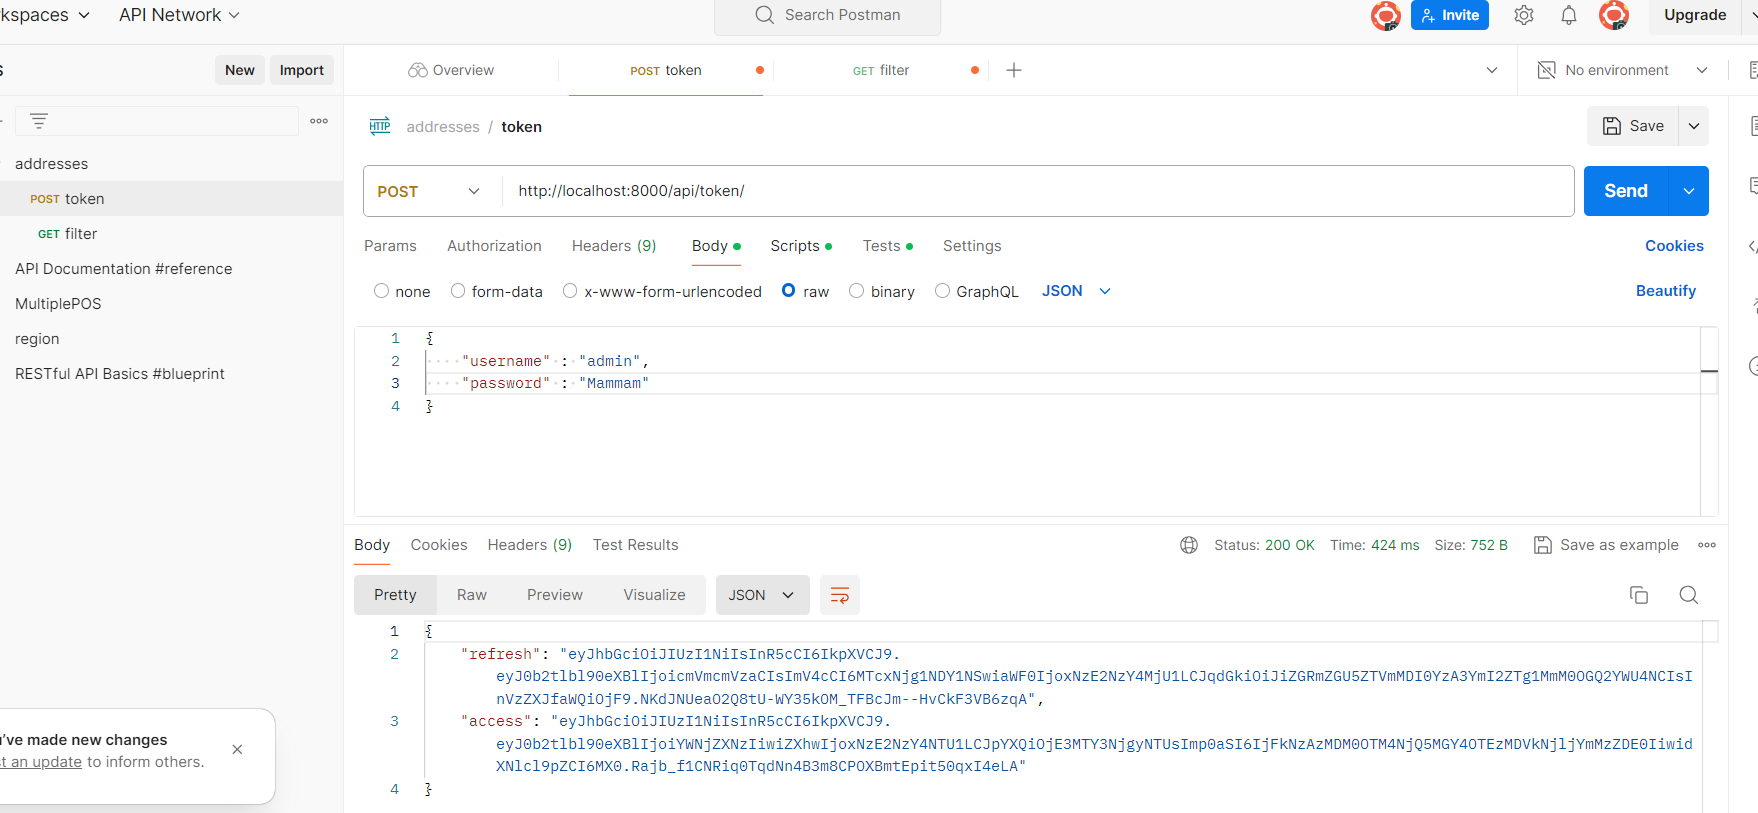 kspaces API Network Search Postman Invite Upgrade
New Import Overview POST token GET filter No environment
addresses / token Save
addresses
POST token
GET filter
API Documentation #reference
MultiplePOS
region
RESTful API Basics #blueprint
POST http://localhost:8000/api/token/ Send
Params Authorization Headers (9) Body Scripts Tests Settings Cookies
none form-data x-www-form-urlencoded raw binary GraphQL JSON Beautify
1 {
2 "username" : "admin",
3 "password" : "Mammam"
4 }
Body Cookies Headers (9) Test Results Status: 200 OK Time: 424 ms Size: 752 B Save as example
Pretty Raw Preview Visualize JSON
1 {
2 "refresh": "eyJhbGciOiJIUzI1NiIsInR5cCI6IkpXVCJ9.
eyJ0b2tlbl90eXBlIjoicmVmcmVzaCIsImV4cCI6MTcxNjg1NDY1NSwiaWF0IjoxNzE2NzY4MjU1LCJqdGkiOiJiZGRmZGU5ZTVmMDI0YzA3YmI2ZTg1MmM0OGQ2YWU4NCIsI
nVzZXJfaWQiOjF9.NKdJNUeaO2Q8tU-WY35kOM_TFBcJm--HvCkF3VB6zqA",
3 "access": "eyJhbGciOiJIUzI1NiIsInR5cCI6IkpXVCJ9.
eyJ0b2tlbl90eXBlIjoiYWNjZXNzIiwiZXhwIjoxNzE2NzY4NTU1LCJpYXQiOjE3MTY3NjgyNTUsImp0aSI6IjFkNzAzMDM0OTM4NjQ5MGY4OTEzMDVkNjljYmMzZDE0Iiwid
XNlcl9pZCI6MX0.Rajb_f1CNRiq0TqdNn4B3m8CPOXBmtEpit50qxI4eLA"
4 }
u've made new changes
st an update to inform others.